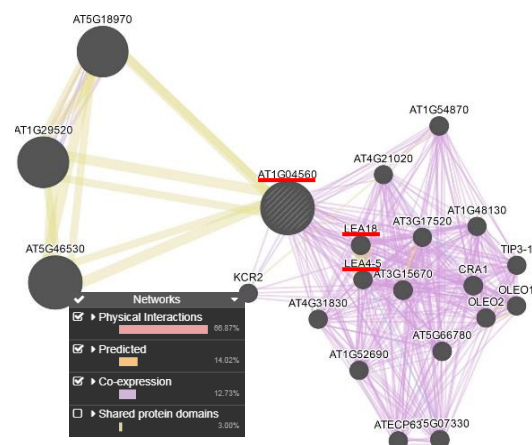 AT5G18970
AT1G54870
AT1G29520
AT4G21020
AT1G04560
AT1G48130
LEA18
AT3G17520
TIP3-1
LEA4-5
CRA1
AT5G46530
KCR2
AT3G15670
OLEO1
OLEO2
AT4G31830
AT5G66780
AT1G52690
ATECP63
5G07330
Networks
Physical Interactions
66.87%
Predicted
14.02%
Co-expression
12.73%
Shared protein domains
3.00%